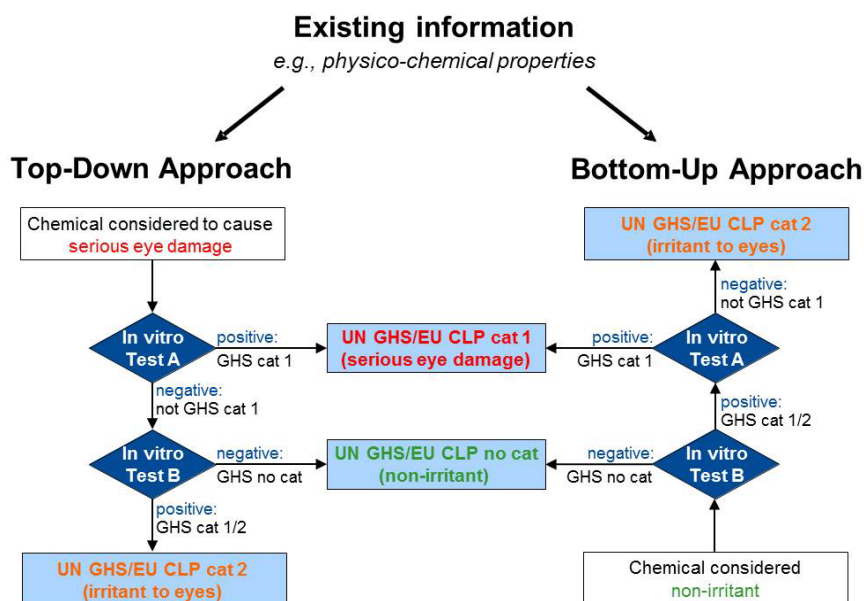 Existing information
e.g., physico-chemical properties
Top-Down Approach
Bottom-Up Approach
Chemical considered to cause
serious eye damage
UN GHS/EU CLP cat 2
(irritant to eyes)
negative:
not GHS cat 1
In vitro
Test A
positive:
GHS cat 1
UN GHS/EU CLP cat 1
(serious eye damage)
positive:
GHS cat 1
In vitro
Test A
negative:
not GHS cat 1
positive:
GHS cat 1/2
In vitro
Test B
negative:
GHS no cat
UN GHS/EU CLP no cat
(non-irritant)
negative:
GHS no cat
In vitro
Test B
positive:
GHS cat 1/2
UN GHS/EU CLP cat 2
(irritant to eyes)
Chemical considered
non-irritant